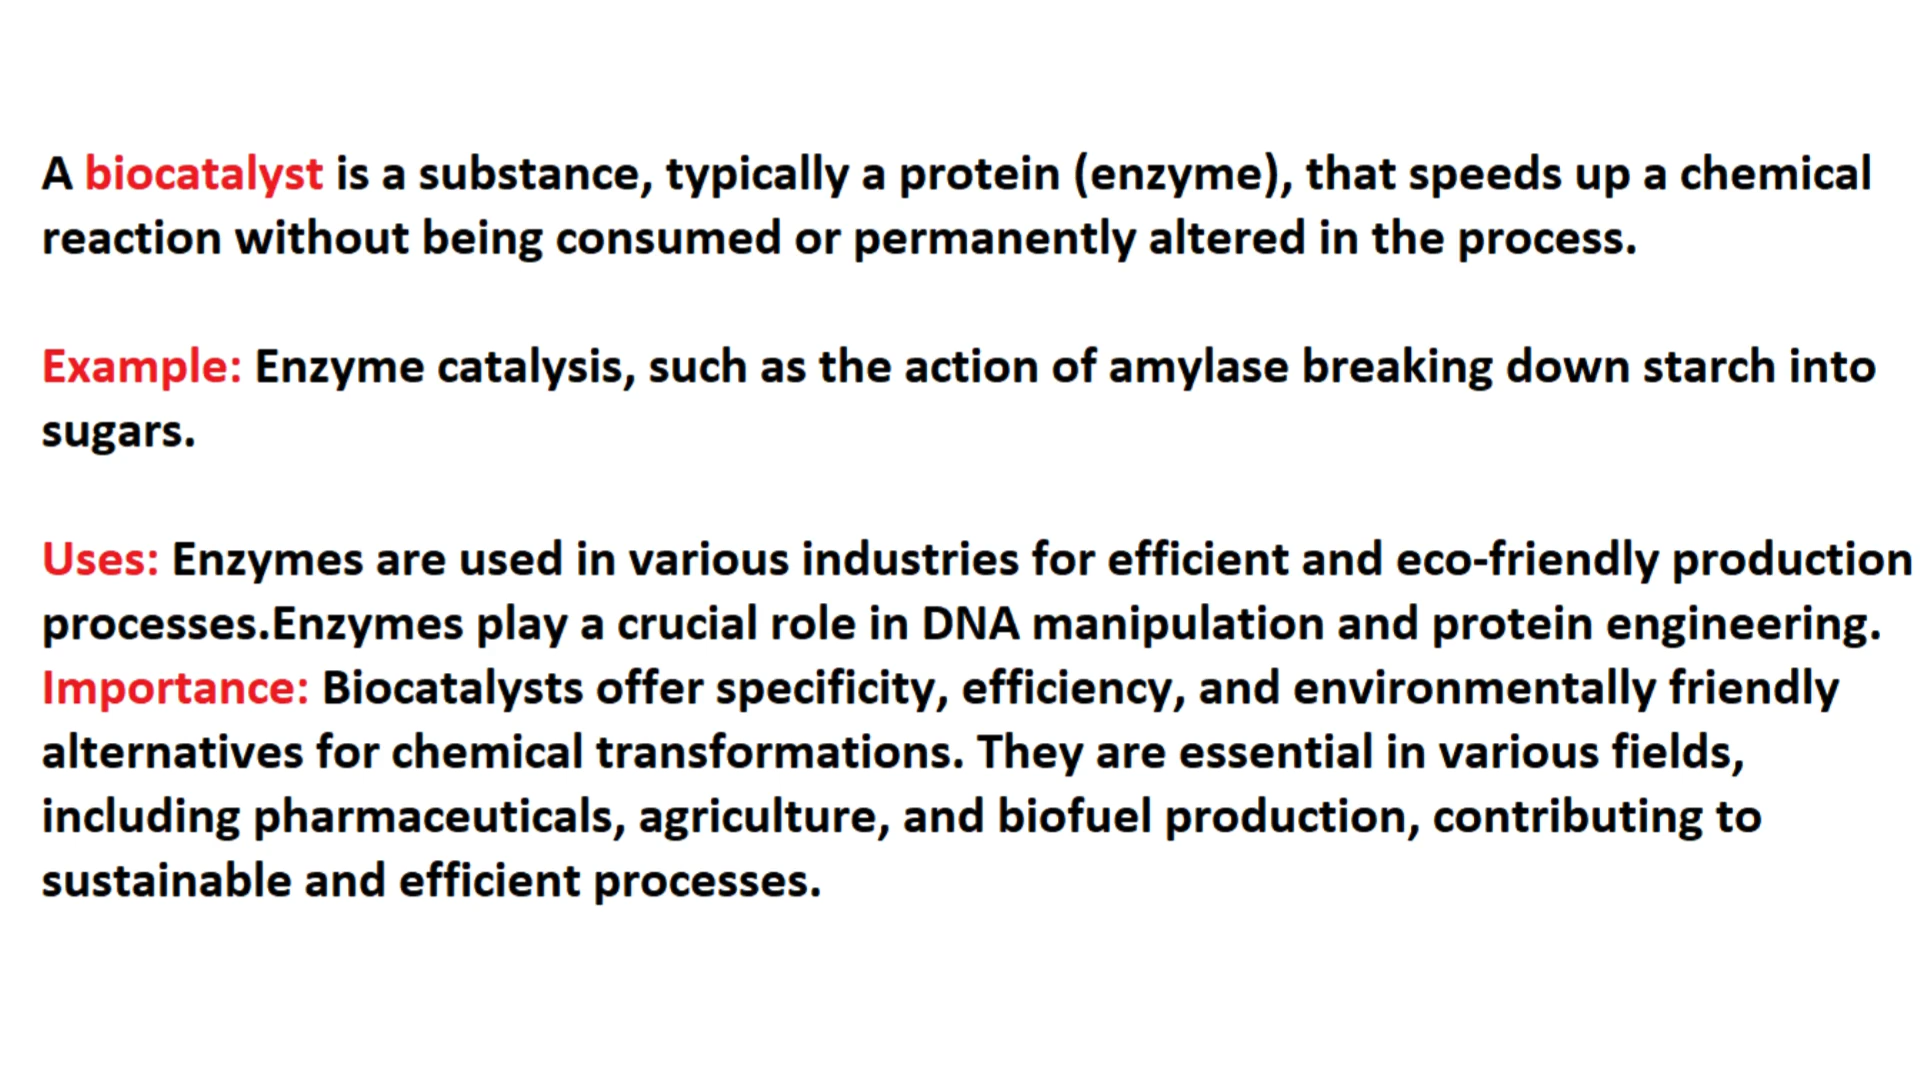 A biocatalyst is a substance, typically a protein (enzyme), that speeds up a chemical
reaction without being consumed or permanently altered in the process.
Example: Enzyme catalysis, such as the action of amylase breaking down starch into
sugars.
Uses: Enzymes are used in various industries for efficient and eco-friendly production
processes.Enzymes play a crucial role in DNA manipulation and protein engineering.
Importance: Biocatalysts offer specificity, efficiency, and environmentally friendly
alternatives for chemical transformations. They are essential in various fields,
including pharmaceuticals, agriculture, and biofuel production, contributing to
sustainable and efficient processes.